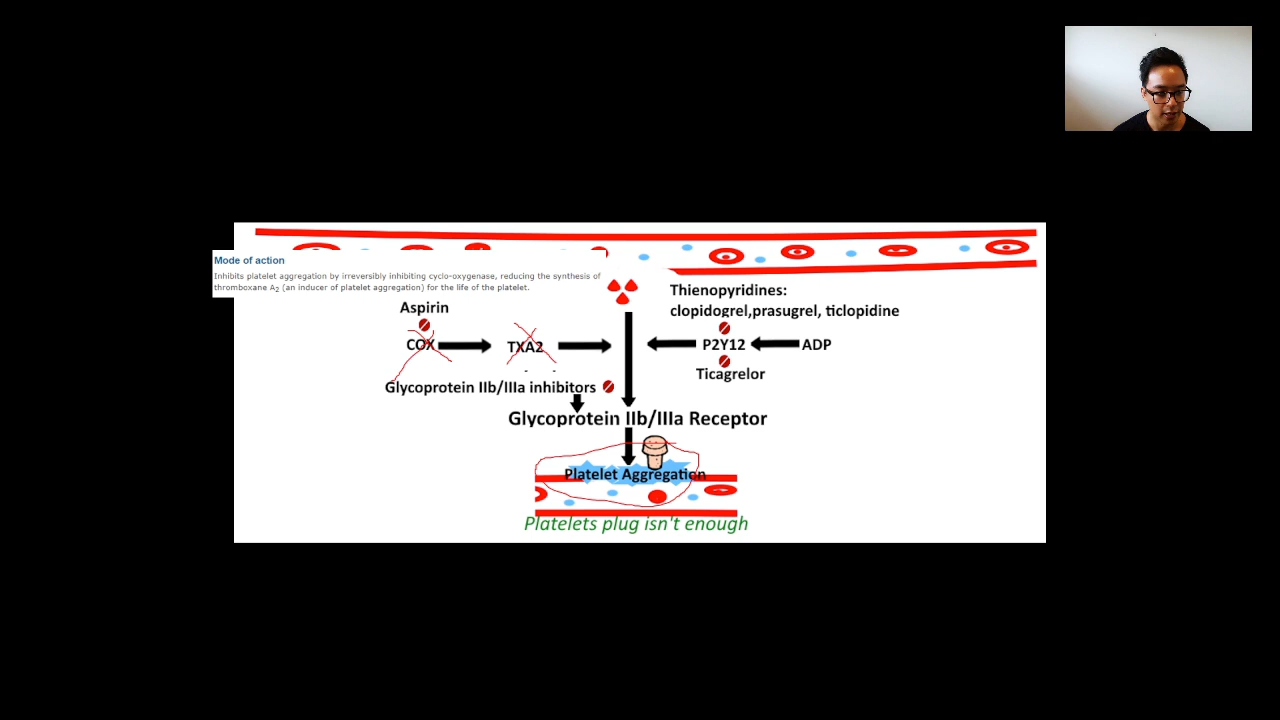 Mode of action
Inhibits platelet aggregation by irreversibly inhibiting cyclo-oxygenase, reducing the synthesis of
thromboxane A2 (an inducer of platelet aggregation) for the life of the platelet.
Thienopyridines:
clopidogrel,prasugrel, ticlopidine
Aspirin
COX
TXA2
P2Y12
ADP
Ticagrelor
Glycoprotein IIb/IIIa inhibitors
Glycoprotein IIb/IIIa Receptor
Platelet Aggregation
Platelets plug isn't enough